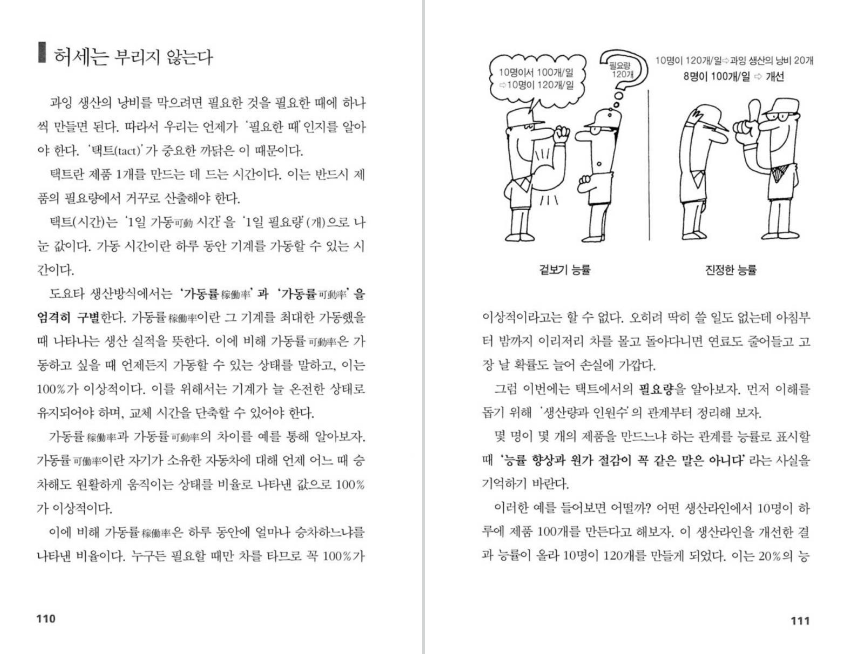 허세는 부리지 않는다
과잉 생산의 낭비를 막으려면 필요한 것을 필요한 때에 하나
씩 만들면 된다. 따라서 우리는 언제가 ‘필요한 때’인지를 알아
야 한다. ‘택트(tact)’가 중요한 까닭은 이 때문이다.
택트란 제품 1개를 만드는 데 드는 시간이다. 이는 반드시 제
품의 필요량에서 거꾸로 산출해야 한다.
택트(시간)는 ‘1일 가동可動 시간’을 ‘1일 필요량’(개)으로 나
눈 값이다. 가동 시간이란 하루 동안 기계를 가동할 수 있는 시
간이다.
도요타 생산방식에서는 ‘가동률稼働率’과 ‘가동률可動率’을
엄격히 구별한다. 가동률稼働率이란 그 기계를 최대한 가동했을
때 나타나는 생산 실적을 뜻한다. 이에 비해 가동률可動率은 가
동하고 싶을 때 언제든지 가동할 수 있는 상태를 말하고, 이는
100%가 이상적이다. 이를 위해서는 기계가 늘 온전한 상태로
유지되어야 하며, 교체 시간을 단축할 수 있어야 한다.
가동률稼働率과 가동률可動率의 차이를 예를 통해 알아보자.
가동률可働率이란 자기가 소유한 자동차에 대해 언제 어느 때 승
차해도 원활하게 움직이는 상태를 비율로 나타낸 값으로 100%
가 이상적이다.
이에 비해 가동률稼働率은 하루 동안에 얼마나 승차하느냐를
나타낸 비율이다. 누구든 필요할 때만 차를 타므로 꼭 100%가
110
10명이서 100개/일
⇨10명이 120개/일
필요량
120개
10명이 120개/일⇨과잉 생산의 낭비 20개
8명이 100개/일 ⇨ 개선
겉보기 능률
진정한 능률
이상적이라고는 할 수 없다. 오히려 딱히 쓸 일도 없는데 아침부
터 밤까지 이리저리 차를 몰고 돌아다니면 연료도 줄어들고 고
장 날 확률도 늘어 손실에 가깝다.
그럼 이번에는 택트에서의 필요량을 알아보자. 먼저 이해를
돕기 위해 ‘생산량과 인원수’의 관계부터 정리해 보자.
몇 명이 몇 개의 제품을 만드느냐 하는 관계를 능률로 표시할
때 ‘능률 향상과 원가 절감이 꼭 같은 말은 아니다’라는 사실을
기억하기 바란다.
이러한 예를 들어보면 어떨까? 어떤 생산라인에서 10명이 하
루에 제품 100개를 만든다고 해보자. 이 생산라인을 개선한 결
과 능률이 올라 10명이 120개를 만들게 되었다. 이는 20%의 능
111